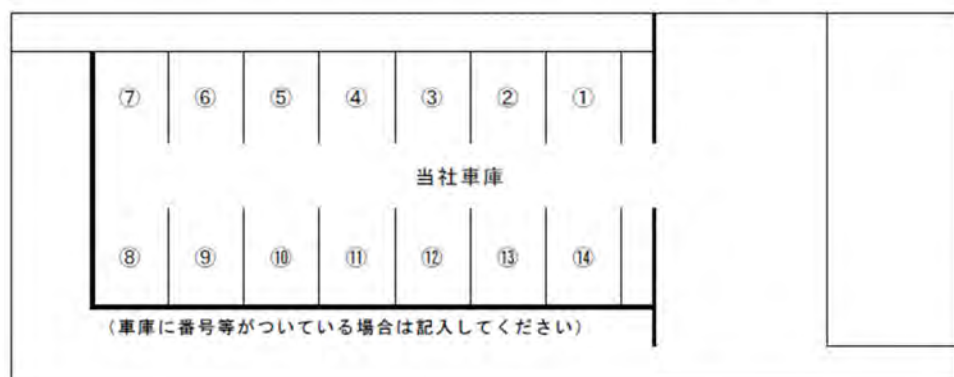 ⑦ ⑥ ⑤ ④ ③ ② ①
当社車庫
⑧ ⑨ ⑩ ⑪ ⑫ ⑬ ⑭
(車庫に番号等がついている場合は記入してください)